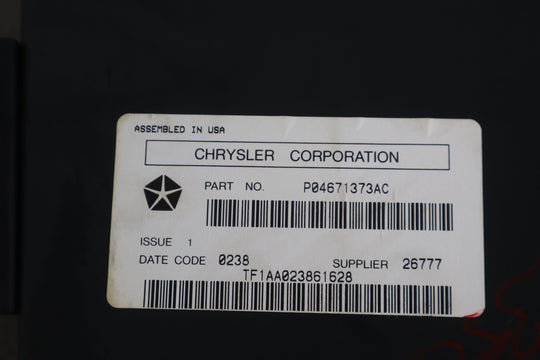 ASSEMBLED IN USA
CHRYSLER CORPORATION
PART NO. P04671373AC
ISSUE 1
DATE CODE 0238 SUPPLIER 26777
TF1AA023861628